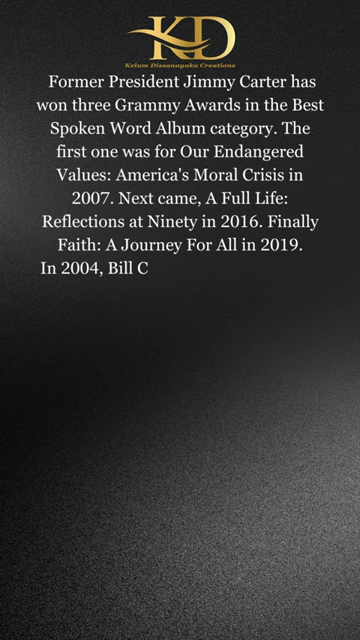 KD
Kelum Dissanayaka Creations
Former President Jimmy Carter has
won three Grammy Awards in the Best
Spoken Word Album category. The
first one was for Our Endangered
Values: America's Moral Crisis in
2007. Next came, A Full Life:
Reflections at Ninety in 2016. Finally
Faith: A Journey For All in 2019.
In 2004, Bill C